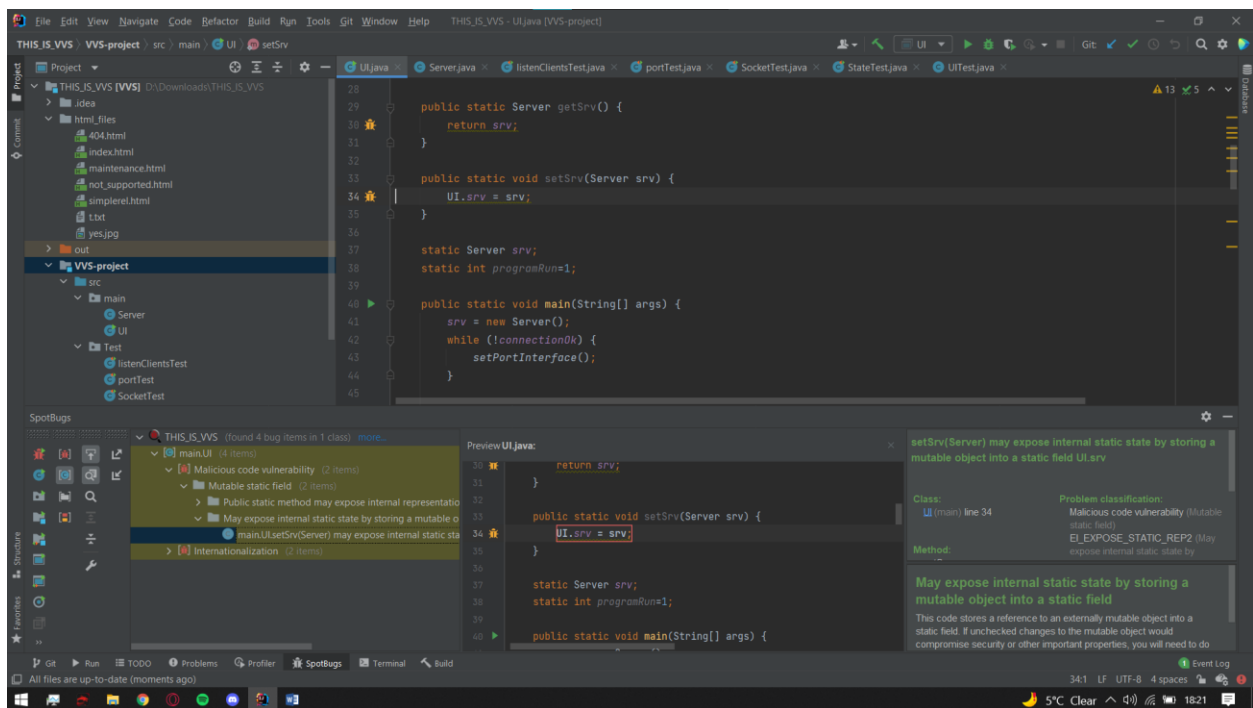 File Edit View Navigate Code Refactor Build Run Tools Git Window Help THIS_IS_VVS - UI.java [VVS-project]
THIS_IS_VVS VVS-project src main UI setSrv
UI
Git:
Project
UI.java Server.java listenClientsTest.java portTest.java SocketTest.java StateTest.java UITest.java
THIS_IS_VVS [VVS] D:\Downloads\THIS_IS_VVS
.idea
html_files
404.html
index.html
maintenance.html
not_supported.html
simplerel.html
t.txt
yes.jpg
out
VVS-project
src
main
Server
UI
Test
listenClientsTest
portTest
SocketTest
Project
Commit
Structure
Favorites
Database
13 5
28
29 public static Server getSrv() {
30 return srv;
31 }
32
33 public static void setSrv(Server srv) {
34 UI.srv = srv;
35 }
36
37 static Server srv;
38 static int programRun=1;
39
40 public static void main(String[] args) {
41 srv = new Server();
42 while (!connectionOk) {
43 setPortInterface();
44 }
45
SpotBugs
THIS_IS_VVS (found 4 bug items in 1 class) more...
main.UI (4 items)
Malicious code vulnerability (2 items)
Mutable static field (2 items)
Public static method may expose internal representatio
May expose internal static state by storing a mutable o
main.UI.setSrv(Server) may expose internal static sta
Internationalization (2 items)
Preview UI.java:
30 return srv;
31 }
32
33 public static void setSrv(Server srv) {
34 UI.srv = srv;
35 }
36
37 static Server srv;
38 static int programRun=1;
39
40 public static void main(String[] args) {
setSrv(Server) may expose internal static state by storing a
mutable object into a static field UI.srv
Class:
UI (main) line 34
Method:
Problem classification:
Malicious code vulnerability (Mutable
static field)
EI_EXPOSE_STATIC_REP2 (May
expose internal static state by
May expose internal static state by storing a
mutable object into a static field
This code stores a reference to an externally mutable object into a
static field. If unchecked changes to the mutable object would
compromise security or other important properties, you will need to do
Git Run TODO Problems Profiler SpotBugs Terminal Build
1 Event Log
All files are up-to-date (moments ago)
34:1 LF UTF-8 4 spaces
5°C Clear 18:21